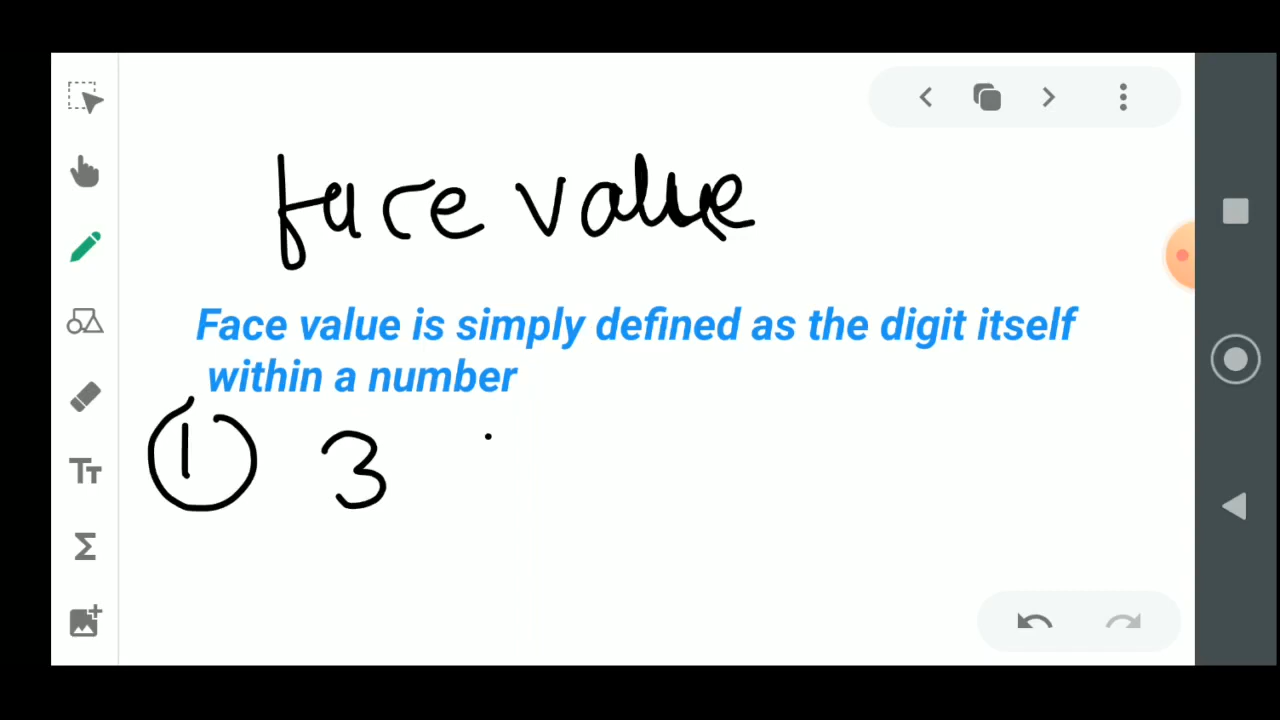 face value
Face value is simply defined as the digit itself
within a number
① 3